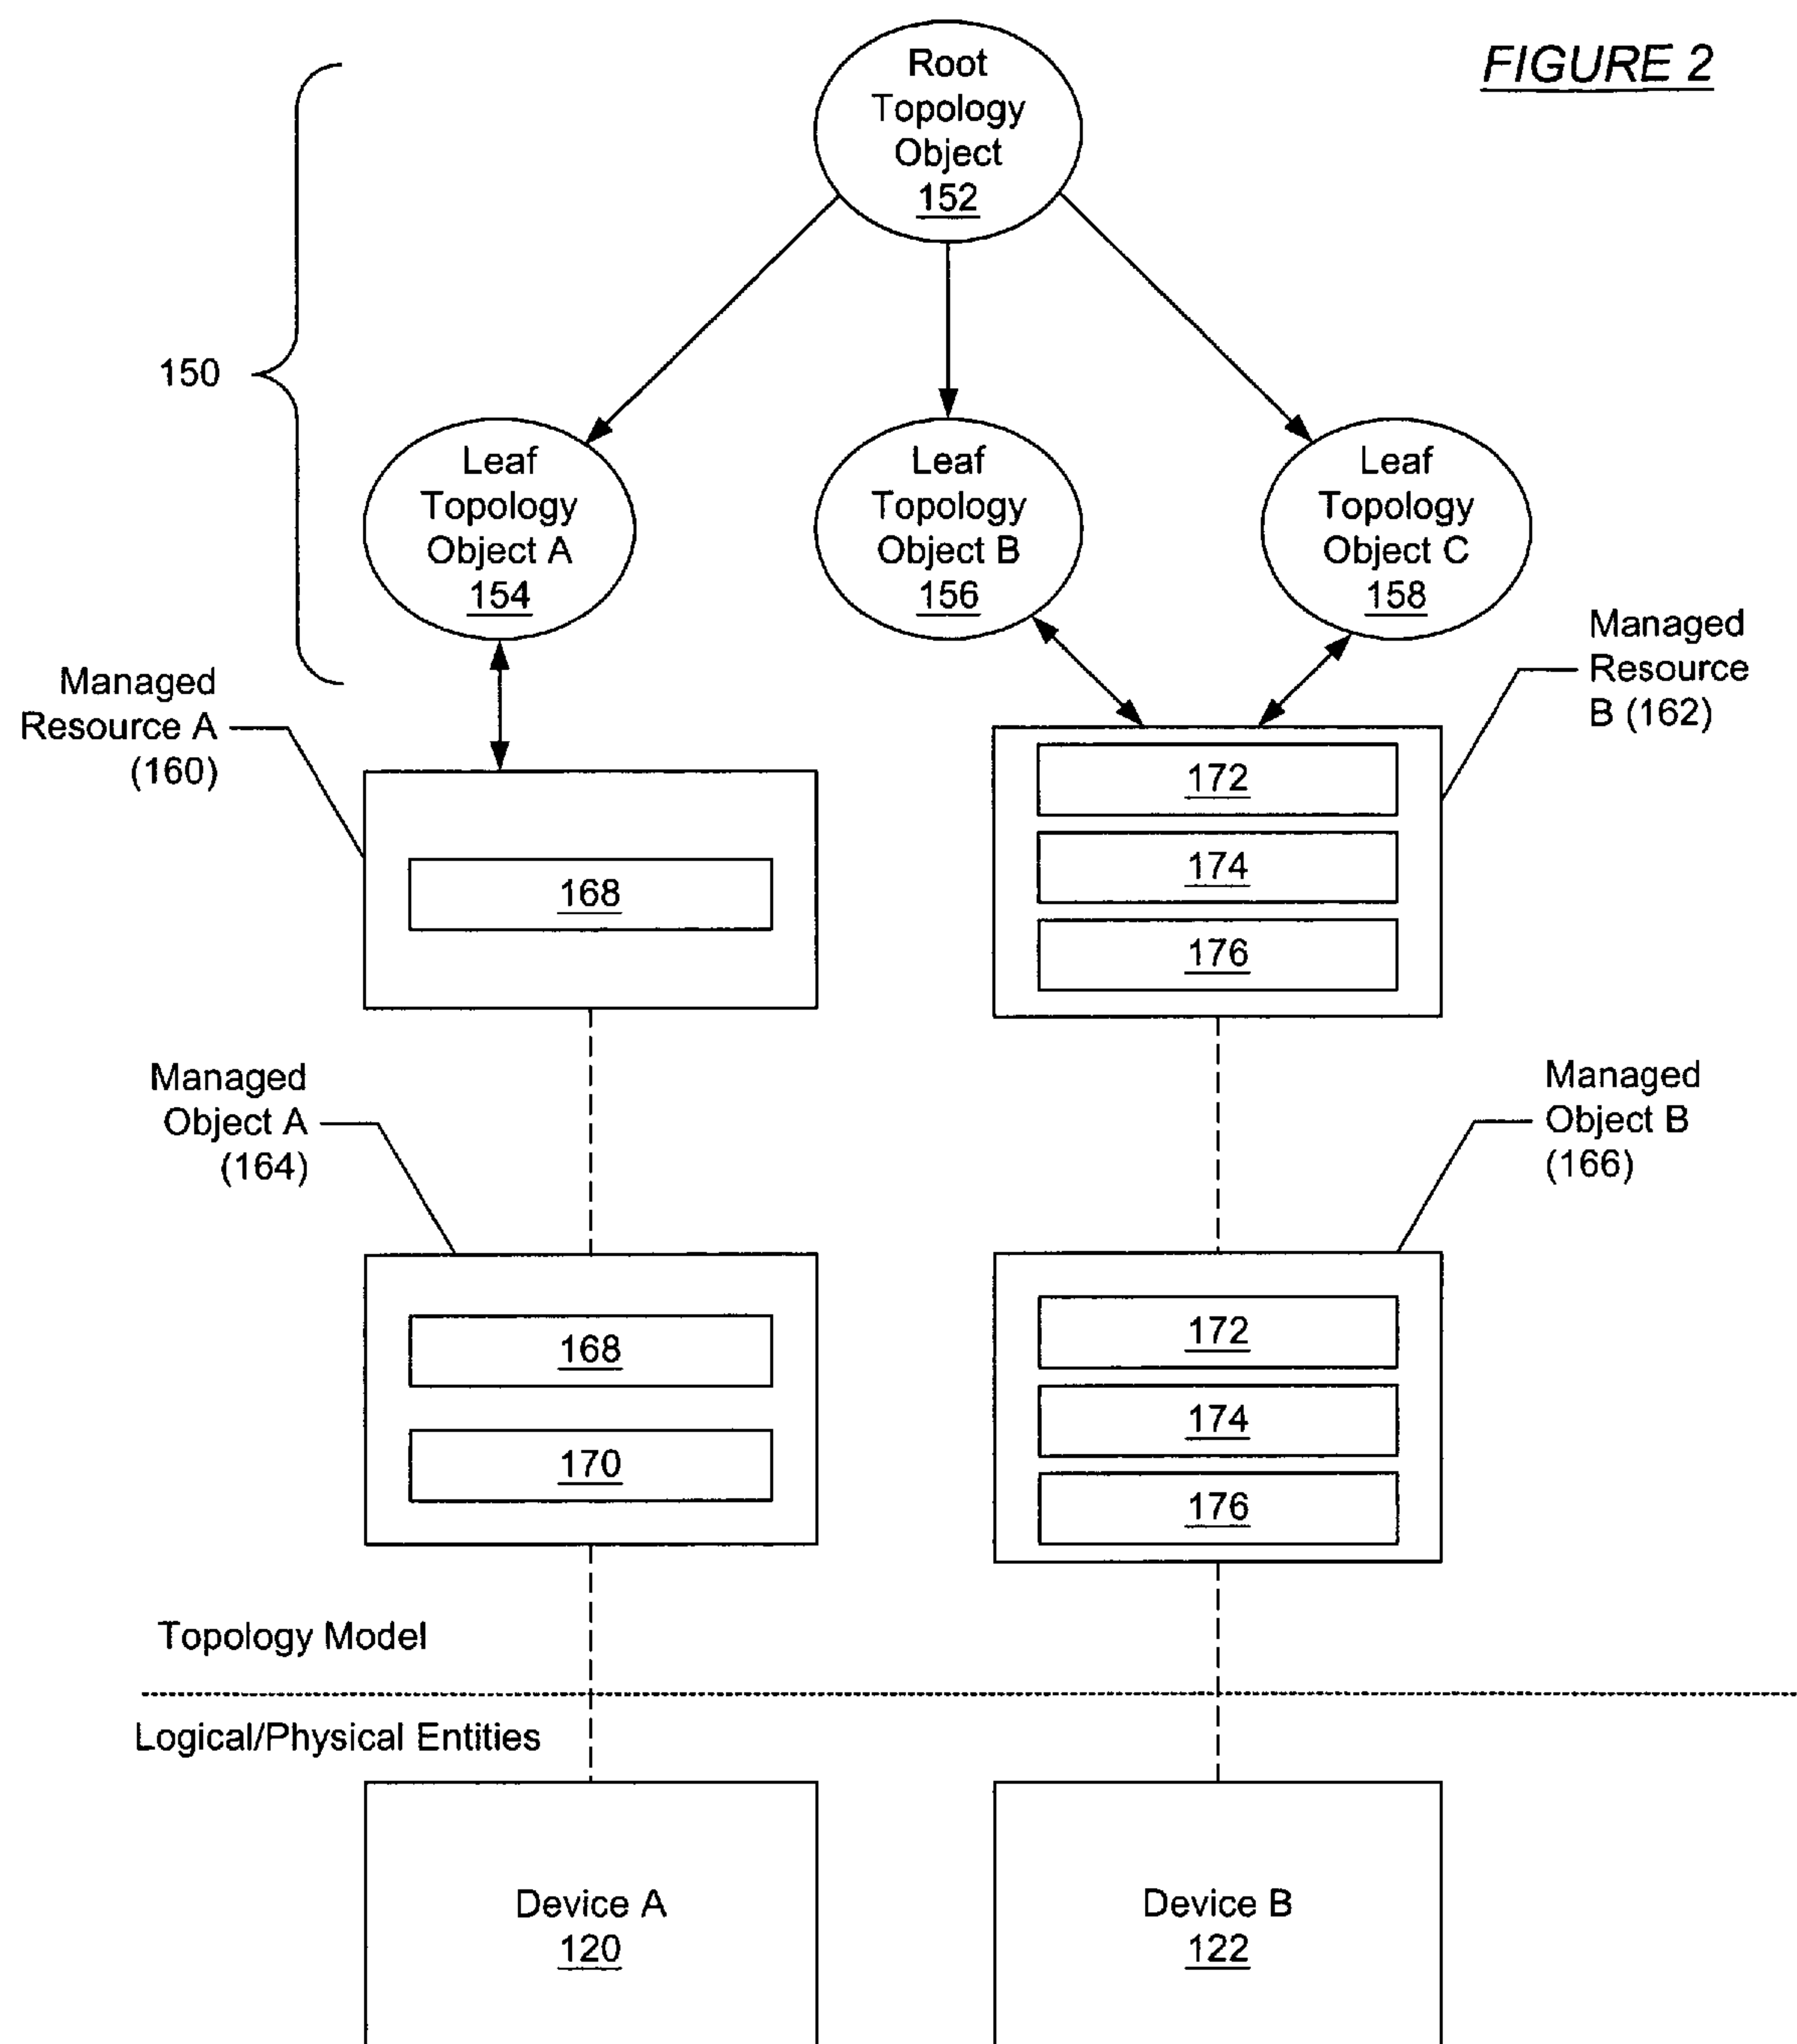 FIGURE 2
Root
Topology
Object
152
150
Leaf
Topology
Object A
154
Leaf
Topology
Object B
156
Leaf
Topology
Object C
158
Managed
Resource A
(160)
Managed
Resource
B (162)
168
172
174
176
Managed
Object A
(164)
Managed
Object B
(166)
168
170
172
174
176
Topology Model
Logical/Physical Entities
Device A
120
Device B
122